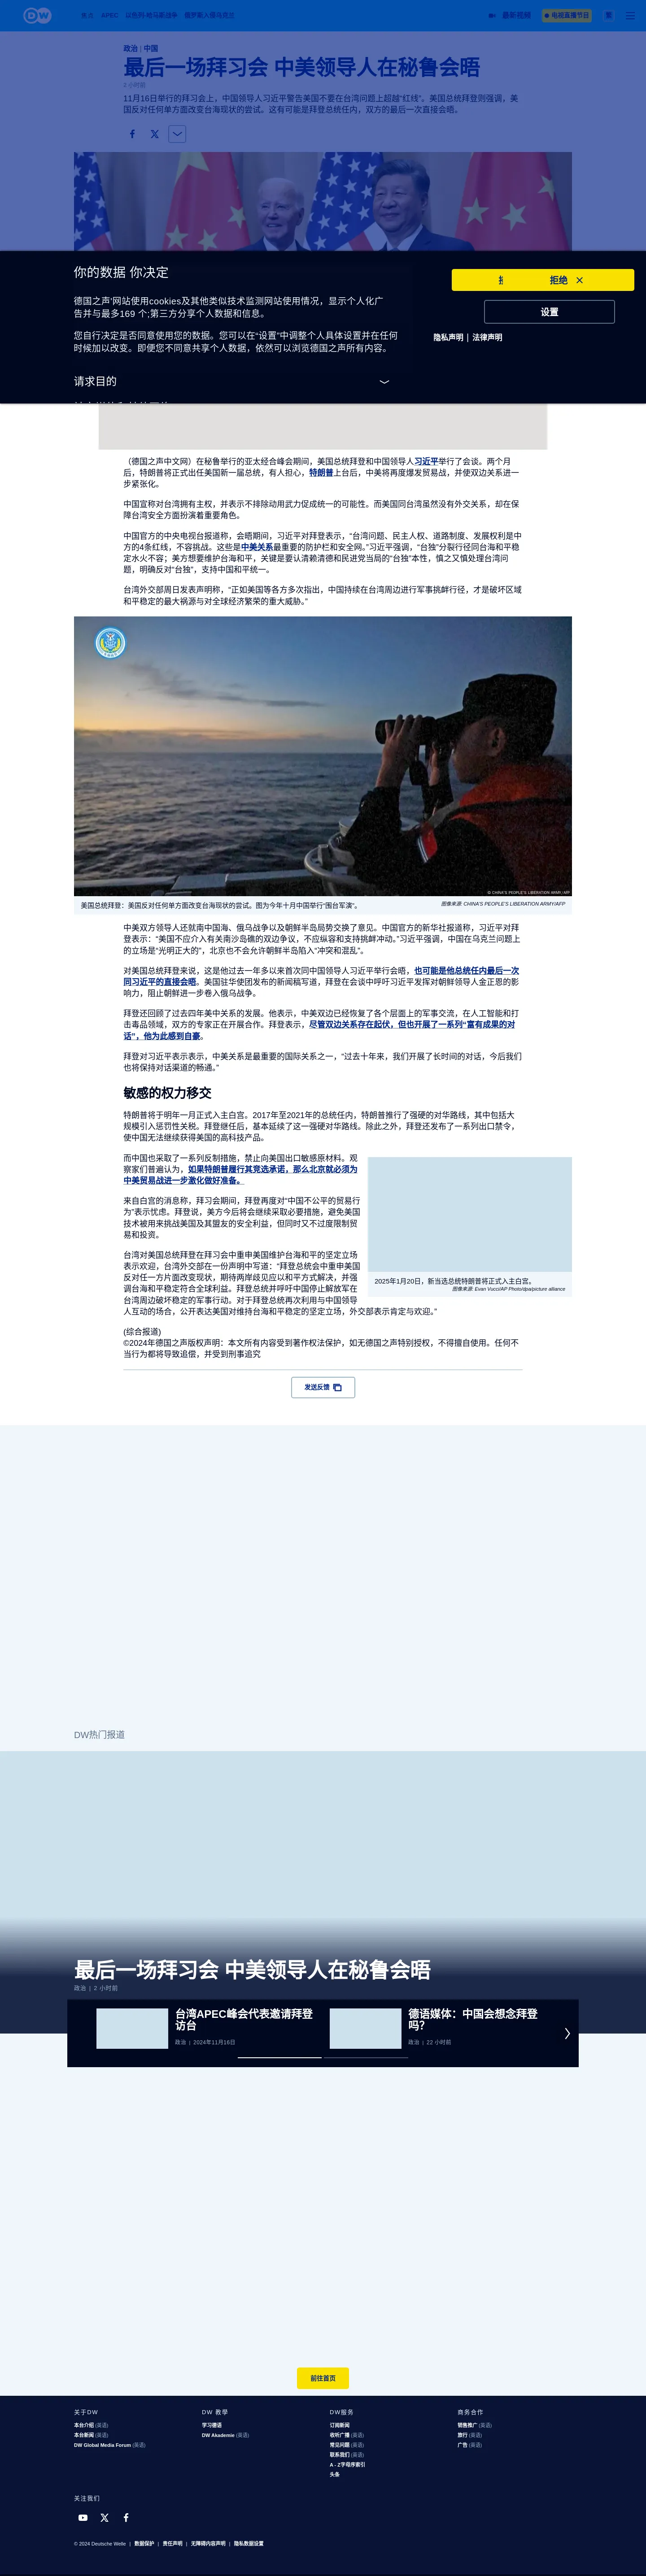 DW
焦点 APEC 以色列-哈马斯战争 俄罗斯入侵乌克兰
最新视频
电视直播节目
繁
政治 | 中国
最后一场拜习会 中美领导人在秘鲁会晤
2 小时前
11月16日举行的拜习会上，中国领导人习近平警告美国不要在台湾问题上超越“红线”。美国总统拜登则强调，美
国反对任何单方面改变台海现状的尝试。这有可能是拜登总统任内，双方的最后一次直接会晤。
你的数据 你决定
拒绝
设置
隐私声明 | 法律声明
德国之声'网站使用cookies及其他类似技术监测网站使用情况，显示个人化广
告并与最多169 个;第三方分享个人数据和信息。
您自行决定是否同意使用您的数据。您可以在“设置”中调整个人具体设置并在任何
时候加以改变。即便您不同意共享个人数据，依然可以浏览德国之声所有内容。
请求目的
（德国之声中文网）在秘鲁举行的亚太经合峰会期间，美国总统拜登和中国领导人习近平举行了会谈。两个月
后，特朗普将正式出任美国新一届总统，有人担心，特朗普上台后，中美将再度爆发贸易战，并使双边关系进一
步紧张化。
中国宣称对台湾拥有主权，并表示不排除动用武力促成统一的可能性。而美国同台湾虽然没有外交关系，却在保
障台湾安全方面扮演着重要角色。
中国官方的中央电视台报道称，会晤期间，习近平对拜登表示，“台湾问题、民主人权、道路制度、发展权利是中
方的4条红线，不容挑战。这些是中美关系最重要的防护栏和安全网。”习近平强调，“台独”分裂行径同台海和平稳
定水火不容；美方想要维护台海和平，关键是要认清赖清德和民进党当局的“台独”本性，慎之又慎处理台湾问
题，明确反对“台独”，支持中国和平统一。
台湾外交部周日发表声明称，“正如美国等各方多次指出，中国持续在台湾周边进行军事挑衅行径，才是破坏区域
和平稳定的最大祸源与对全球经济繁荣的重大威胁。”
© CHINA'S PEOPLE'S LIBERATION ARMY/AFP
美国总统拜登：美国反对任何单方面改变台海现状的尝试。图为今年十月中国举行“围台军演”。
图像来源: CHINA'S PEOPLE'S LIBERATION ARMY/AFP
中美双方领导人还就南中国海、俄乌战争以及朝鲜半岛局势交换了意见。中国官方的新华社报道称，习近平对拜
登表示：“美国不应介入有关南沙岛礁的双边争议，不应纵容和支持挑衅冲动。”习近平强调，中国在乌克兰问题上
的立场是“光明正大的”，北京也不会允许朝鲜半岛陷入“冲突和混乱”。
对美国总统拜登来说，这是他过去一年多以来首次同中国领导人习近平举行会晤，也可能是他总统任内最后一次
同习近平的直接会晤。美国驻华使团发布的新闻稿写道，拜登在会谈中呼吁习近平发挥对朝鲜领导人金正恩的影
响力，阻止朝鲜进一步卷入俄乌战争。
拜登还回顾了过去四年美中关系的发展。他表示，中美双边已经恢复了各个层面上的军事交流，在人工智能和打
击毒品领域，双方的专家正在开展合作。拜登表示，尽管双边关系存在起伏，但也开展了一系列“富有成果的对
话”，他为此感到自豪。
拜登对习近平表示表示，中美关系是最重要的国际关系之一，“过去十年来，我们开展了长时间的对话，今后我们
也将保持对话渠道的畅通。”
敏感的权力移交
特朗普将于明年一月正式入主白宫。2017年至2021年的总统任内，特朗普推行了强硬的对华路线，其中包括大
规模引入惩罚性关税。拜登继任后，基本延续了这一强硬对华路线。除此之外，拜登还发布了一系列出口禁令，
使中国无法继续获得美国的高科技产品。
而中国也采取了一系列反制措施，禁止向美国出口敏感原材料。观
察家们普遍认为，如果特朗普履行其竞选承诺，那么北京就必须为
中美贸易战进一步激化做好准备。
来自白宫的消息称，拜习会期间，拜登再度对“中国不公平的贸易行
为”表示忧虑。拜登说，美方今后将会继续采取必要措施，避免美国
技术被用来挑战美国及其盟友的安全利益，但同时又不过度限制贸
易和投资。
2025年1月20日，新当选总统特朗普将正式入主白宫。
图像来源: Evan Vucci/AP Photo/dpa/picture alliance
台湾对美国总统拜登在拜习会中重申美国维护台海和平的坚定立场
表示欢迎，台湾外交部在一份声明中写道：“拜登总统会中重申美国
反对任一方片面改变现状，期待两岸歧见应以和平方式解决，并强
调台海和平稳定符合全球利益。拜登总统并呼吁中国停止解放军在
台湾周边破坏稳定的军事行动。对于拜登总统再次利用与中国领导
人互动的场合，公开表达美国对维持台海和平稳定的坚定立场，外交部表示肯定与欢迎。”
(综合报道)
©2024年德国之声版权声明：本文所有内容受到著作权法保护，如无德国之声特别授权，不得擅自使用。任何不
当行为都将导致追偿，并受到刑事追究
发送反馈
DW热门报道
最后一场拜习会 中美领导人在秘鲁会晤
政治 | 2 小时前
台湾APEC峰会代表邀请拜登
访台
政治 | 2024年11月16日
德语媒体：中国会想念拜登
吗？
政治 | 22 小时前
前往首页
关于DW
本台介绍 (英语)
本台新闻 (英语)
DW Global Media Forum (英语)
DW 教学
学习德语
DW Akademie (英语)
DW服务
订阅新闻
收听广播 (英语)
常见问题 (英语)
联系我们 (英语)
A - Z字母序索引
头条
商务合作
销售推广 (英语)
旅行 (英语)
广告 (英语)
关注我们
© 2024 Deutsche Welle | 数据保护 | 责任声明 | 无障碍内容声明 | 隐私数据设置